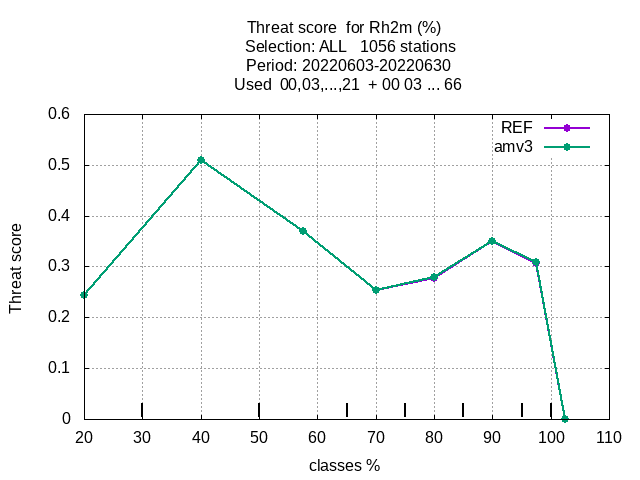 Threat score  for Rh2m (%)
Selection: ALL   1056 stations
Period: 20220603-20220630
Used  00,03,...,21  + 00 03 ... 66
REF
amv3
Threat score
0.6
0.5
0.4
0.3
0.2
0.1
0
20 30 40 50 60 70 80 90 100 110
classes %